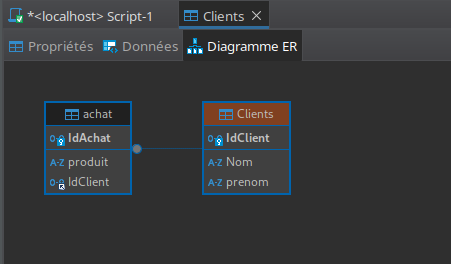 *<localhost> Script-1
Clients
Propriétés
Données
Diagramme ER
achat
IdAchat
A-Z produit
IdClient
Clients
IdClient
A-Z Nom
A-Z prenom